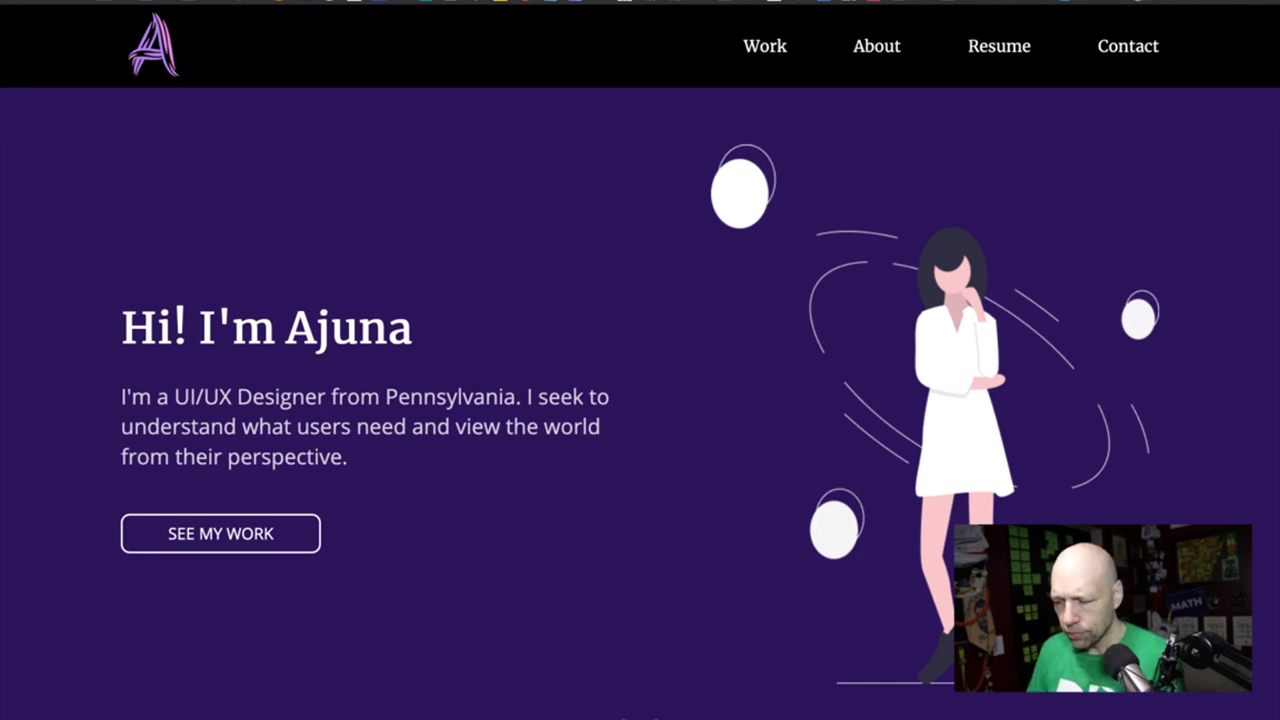 A
Work
About
Resume
Contact
Hi! I'm Ajuna
I'm a UI/UX Designer from Pennsylvania. I seek to
understand what users need and view the world
from their perspective.
SEE MY WORK
MATH